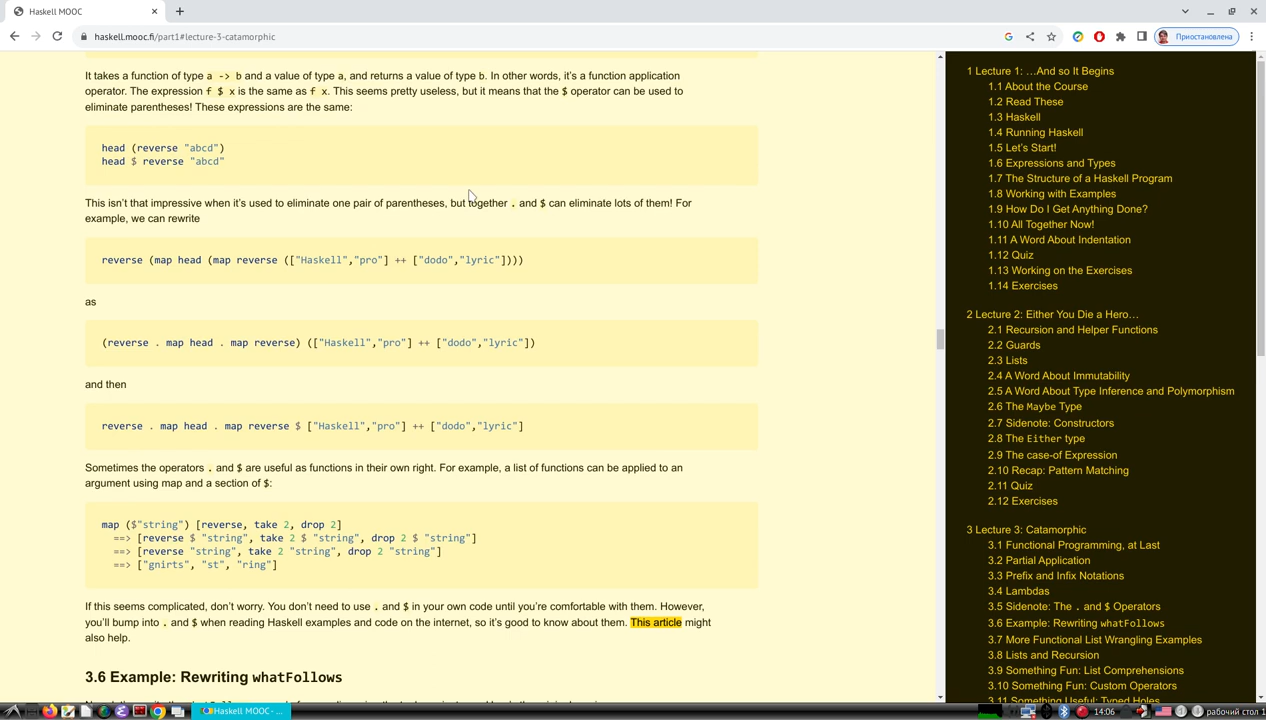 Haskell MOOC
haskell.mooc.fi/part1#lecture-3-catamorphic
Приостановлена
It takes a function of type a -> b and a value of type a, and returns a value of type b. In other words, it's a function application
operator. The expression f $ x is the same as f x. This seems pretty useless, but it means that the $ operator can be used to
eliminate parentheses! These expressions are the same:
head (reverse "abcd")
head $ reverse "abcd"
This isn't that impressive when it's used to eliminate one pair of parentheses, but together . and $ can eliminate lots of them! For
example, we can rewrite
reverse (map head (map reverse (["Haskell","pro"] ++ ["dodo","lyric"])))
as
(reverse . map head . map reverse) (["Haskell","pro"] ++ ["dodo","lyric"])
and then
reverse . map head . map reverse $ ["Haskell","pro"] ++ ["dodo","lyric"]
Sometimes the operators . and $ are useful as functions in their own right. For example, a list of functions can be applied to an
argument using map and a section of $:
map ($"string") [reverse, take 2, drop 2]
==> [reverse $ "string", take 2 $ "string", drop 2 $ "string"]
==> [reverse "string", take 2 "string", drop 2 "string"]
==> ["gnirts", "st", "ring"]
If this seems complicated, don't worry. You don't need to use . and $ in your own code until you're comfortable with them. However,
you'll bump into . and $ when reading Haskell examples and code on the internet, so it's good to know about them. This article might
also help.
3.6 Example: Rewriting whatFollows
1 Lecture 1: …And so It Begins
1.1 About the Course
1.2 Read These
1.3 Haskell
1.4 Running Haskell
1.5 Let's Start!
1.6 Expressions and Types
1.7 The Structure of a Haskell Program
1.8 Working with Examples
1.9 How Do I Get Anything Done?
1.10 All Together Now!
1.11 A Word About Indentation
1.12 Quiz
1.13 Working on the Exercises
1.14 Exercises
2 Lecture 2: Either You Die a Hero…
2.1 Recursion and Helper Functions
2.2 Guards
2.3 Lists
2.4 A Word About Immutability
2.5 A Word About Type Inference and Polymorphism
2.6 The Maybe Type
2.7 Sidenote: Constructors
2.8 The Either type
2.9 The case-of Expression
2.10 Recap: Pattern Matching
2.11 Quiz
2.12 Exercises
3 Lecture 3: Catamorphic
3.1 Functional Programming, at Last
3.2 Partial Application
3.3 Prefix and Infix Notations
3.4 Lambdas
3.5 Sidenote: The . and $ Operators
3.6 Example: Rewriting whatFollows
3.7 More Functional List Wrangling Examples
3.8 Lists and Recursion
3.9 Something Fun: List Comprehensions
3.10 Something Fun: Custom Operators
3.11 Something Useful: Typed Holes
Haskell MOOC -
14:06
рабочий стол 1